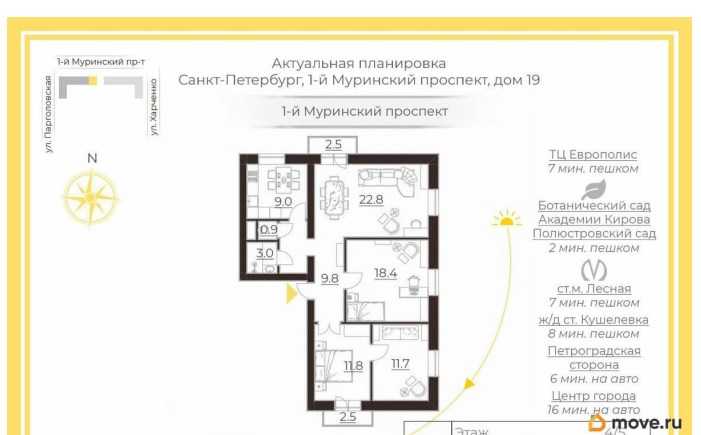 1-й Муринский пр-т
ул. Парголовская
ул. Харченко
Актуальная планировка
Санкт-Петербург, 1-й Муринский проспект, дом 19
1-й Муринский проспект
N
2.5
9.0
22.8
0.9
3.0
9.8
18.4
11.8
11.7
2.5
ТЦ Европолис
7 мин. пешком
Ботанический сад
Академии Кирова
Полюстровский сад
2 мин. пешком
ст.м. Лесная
7 мин. пешком
ж/д ст. Кушелевка
8 мин. пешком
Петроградская
сторона
6 мин. на авто
Центр города
16 мин. на авто
Этаж 4/5
move.ru